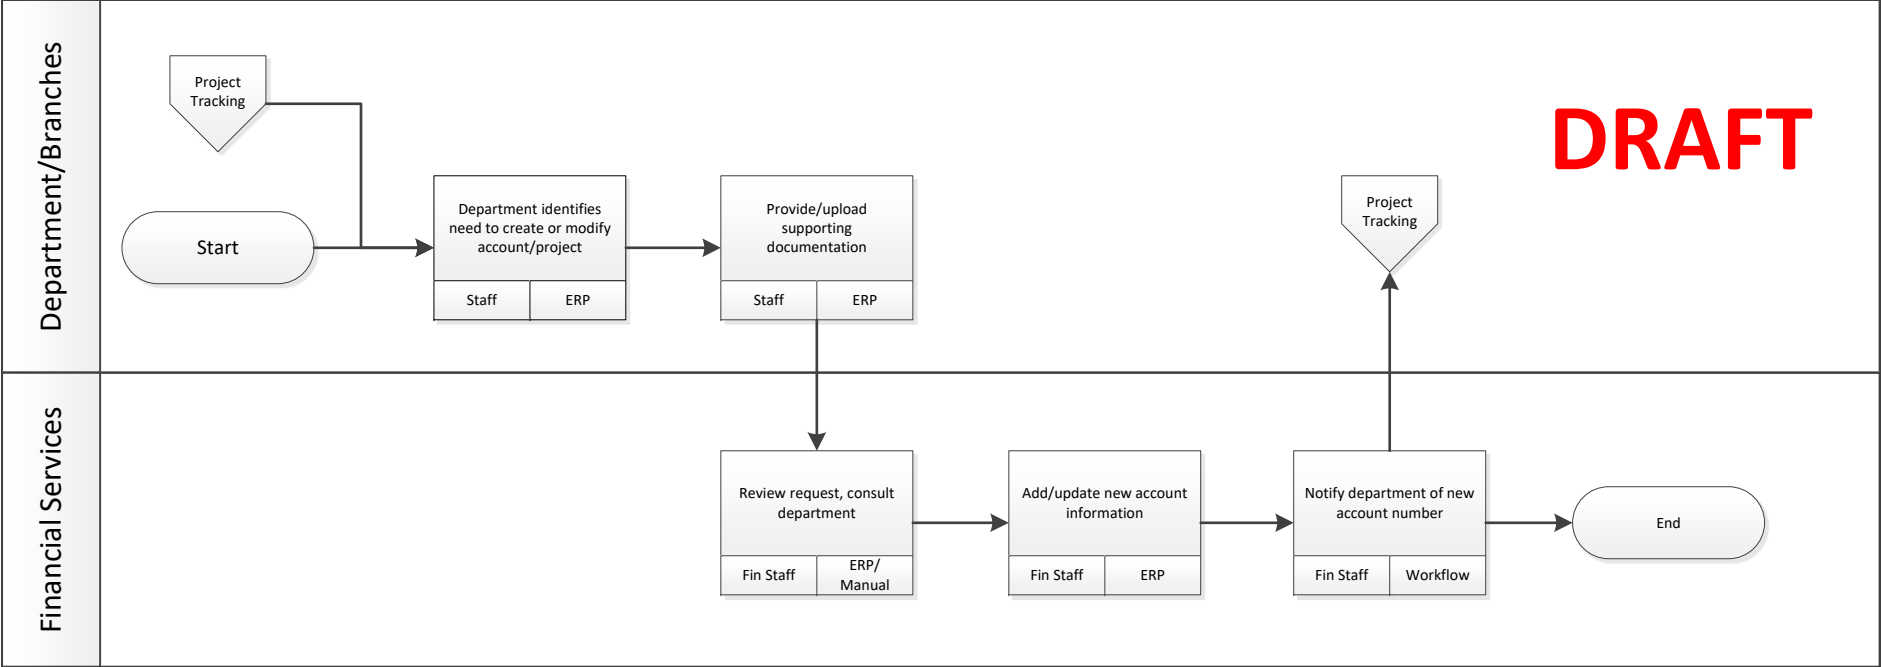 Department/Branches
Project
Tracking
Start
Department identifies
need to create or modify
account/project
Staff
ERP
Provide/upload
supporting
documentation
Staff
ERP
Project
Tracking
DRAFT
Financial Services
Review request, consult
department
Fin Staff
ERP/
Manual
Add/update new account
information
Fin Staff
ERP
Notify department of new
account number
Fin Staff
Workflow
End